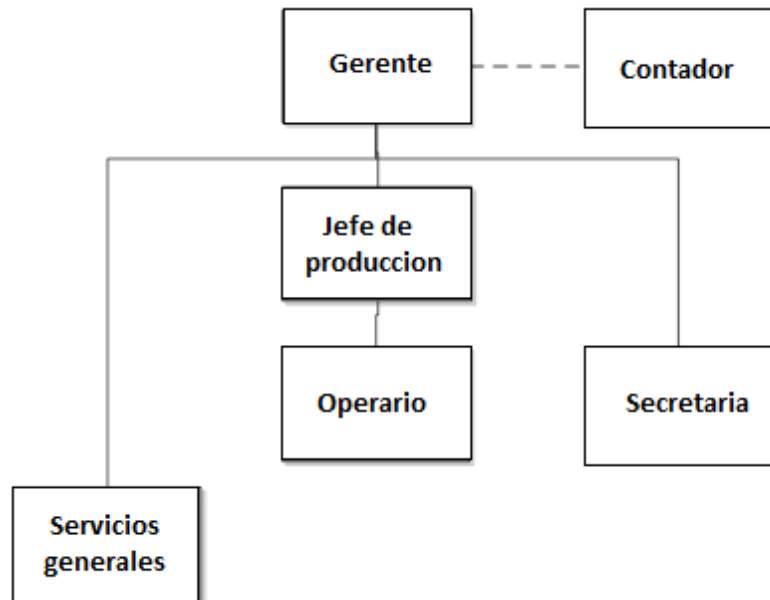 Gerente
Contador
Jefe de
produccion
Operario
Secretaria
Servicios
generales